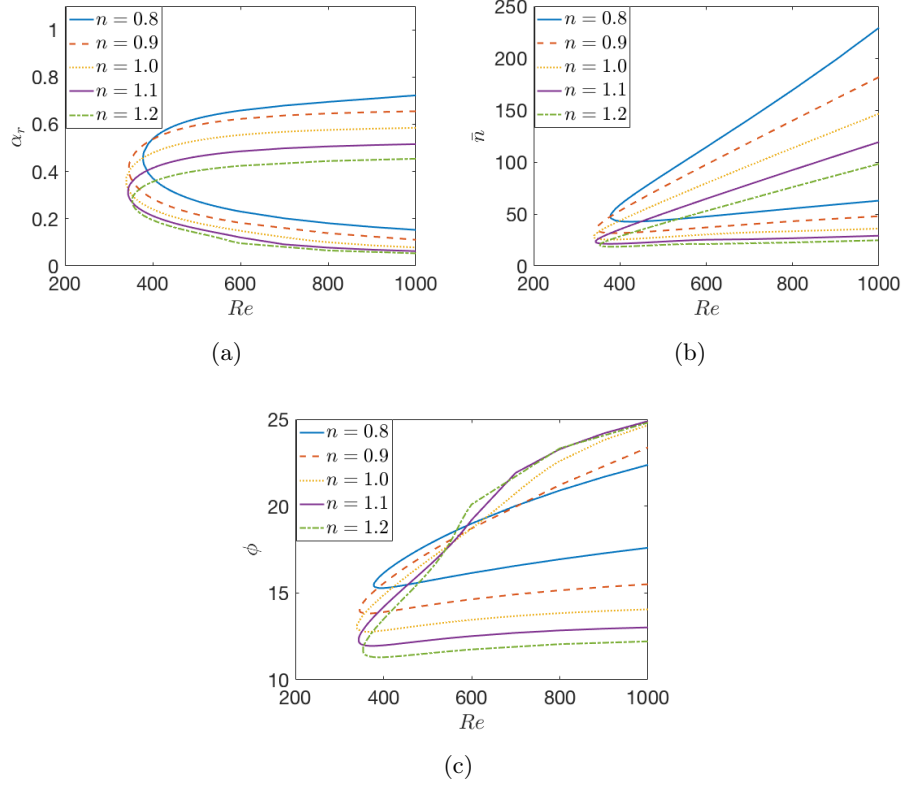 1
0.8
0.6
0.4
0.2
0
α_r
n = 0.8
n = 0.9
n = 1.0
n = 1.1
n = 1.2
200 400 600 800 1000
Re
(a)
250
200
150
100
50
0
n̄
n = 0.8
n = 0.9
n = 1.0
n = 1.1
n = 1.2
200 400 600 800 1000
Re
(b)
25
20
15
10
ϕ
n = 0.8
n = 0.9
n = 1.0
n = 1.1
n = 1.2
200 400 600 800 1000
Re
(c)